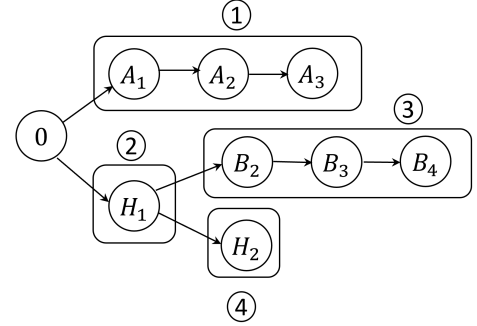 ①
A₁ A₂ A₃
0
② ③
B₂ B₃ B₄
H₁
H₂
④